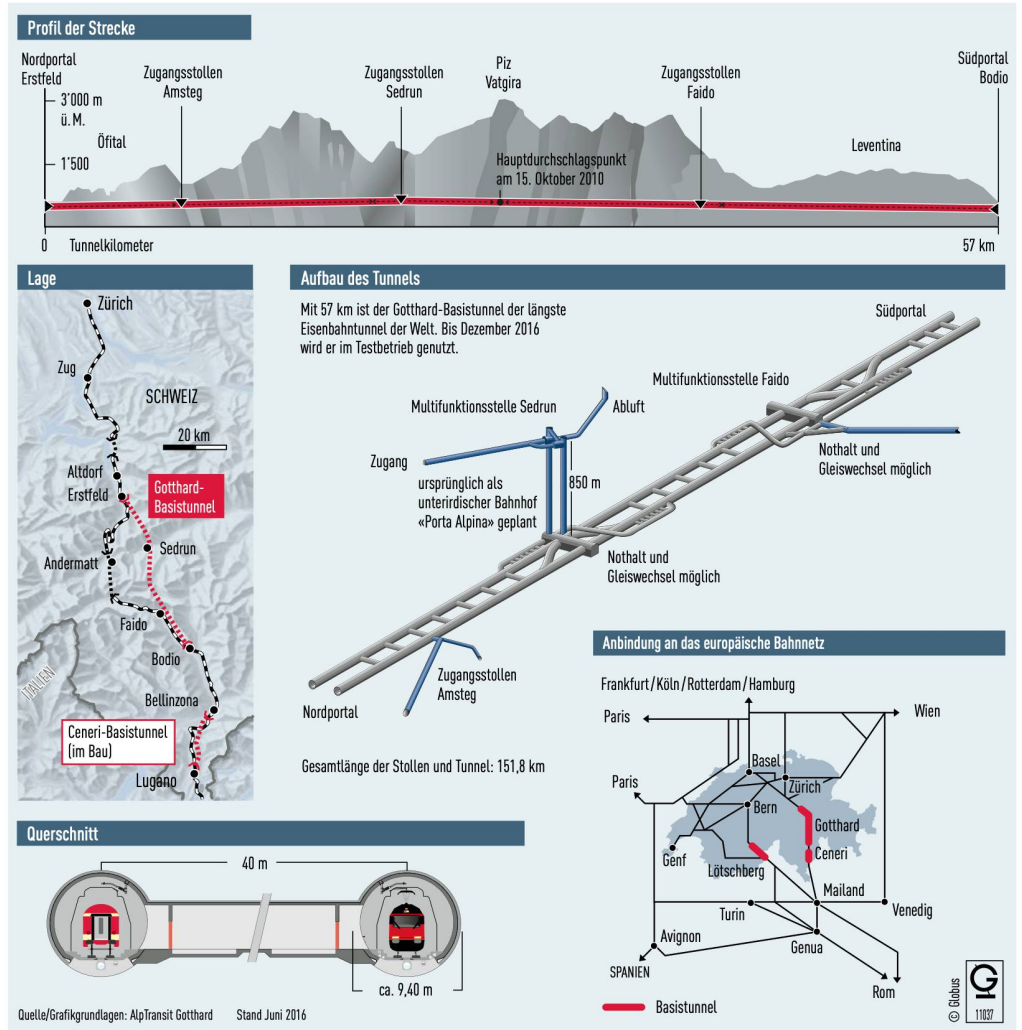 Profil der Strecke
Nordportal
Erstfeld
Zugangsstollen
Amsteg
Zugangsstollen
Sedrun
Piz
Vatgira
Zugangsstollen
Faido
Südportal
Bodio
3'000 m
ü. M.
Öfital
1'500
Hauptdurchschlagspunkt
am 15. Oktober 2010
Leventina
0 Tunnelkilometer
57 km
Lage
Zürich
Zug
SCHWEIZ
20 km
Altdorf
Erstfeld
Gotthard-
Basistunnel
Sedrun
Andermatt
Faido
Bodio
ITALIEN
Bellinzona
Ceneri-Basistunnel
(im Bau)
Lugano
Aufbau des Tunnels
Mit 57 km ist der Gotthard-Basistunnel der längste
Eisenbahntunnel der Welt. Bis Dezember 2016
wird er im Testbetrieb genutzt.
Südportal
Multifunktionsstelle Faido
Multifunktionsstelle Sedrun
Abluft
Zugang
Nothalt und
Gleiswechsel möglich
ursprünglich als
unterirdischer Bahnhof
«Porta Alpina» geplant
850 m
Nothalt und
Gleiswechsel möglich
Zugangsstollen
Amsteg
Nordportal
Gesamtlänge der Stollen und Tunnel: 151,8 km
Anbindung an das europäische Bahnnetz
Frankfurt/Köln/Rotterdam/Hamburg
Paris
Wien
Basel
Paris
Zürich
Bern
Gotthard
Genf
Ceneri
Lötschberg
Mailand
Turin
Venedig
Avignon
Genua
SPANIEN
Rom
Basistunnel
Querschnitt
40 m
ca. 9,40 m
Quelle/Grafikgrundlagen: AlpTransit Gotthard Stand Juni 2016
© Globus
G
11037